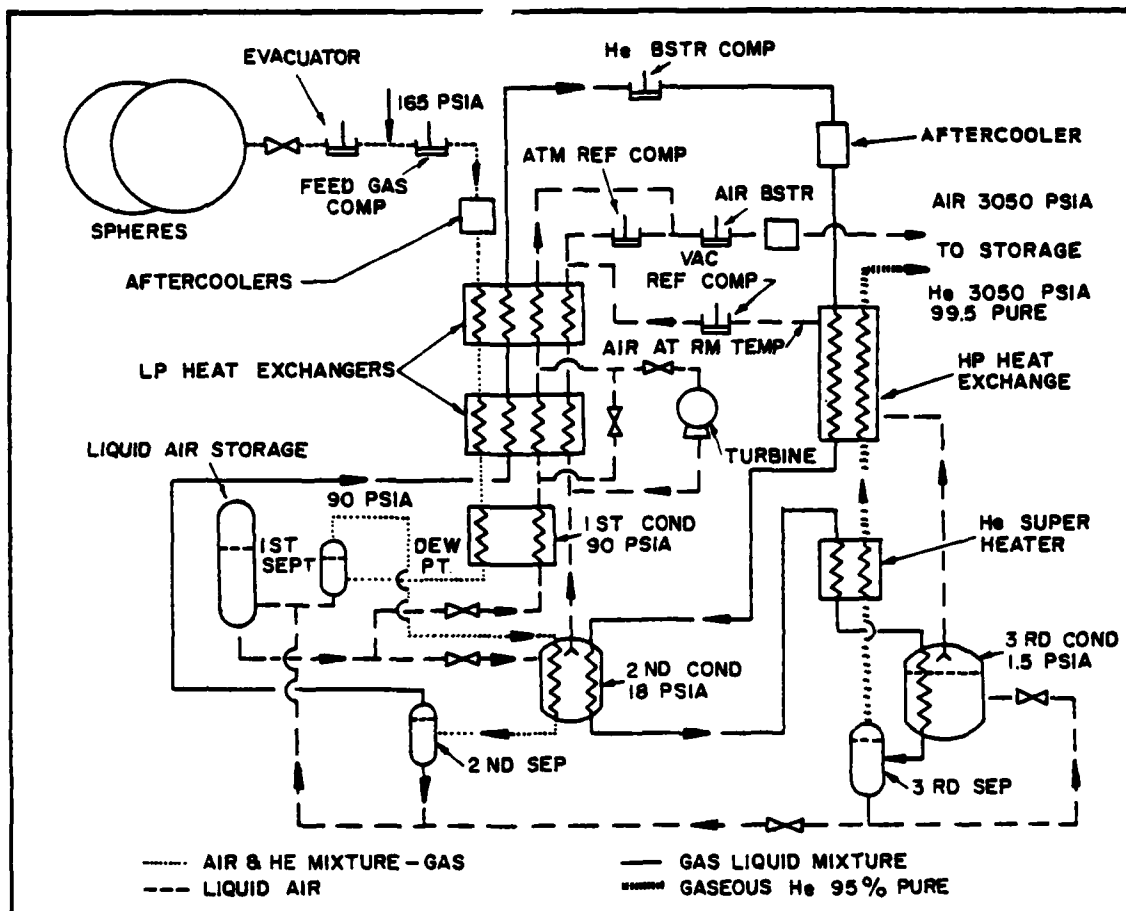 He BSTR COMP
EVACUATOR
165 PSIA
AFTERCOOLER
ATM REF COMP
FEED GAS
COMP
AIR BSTR
AIR 3050 PSIA
SPHERES
VAC
TO STORAGE
AFTERCOOLERS
REF COMP
He 3050 PSIA
99.5 PURE
AIR AT RM TEMP
LP HEAT EXCHANGERS
HP HEAT
EXCHANGE
LIQUID AIR STORAGE
TURBINE
90 PSIA
1ST COND
90 PSIA
He SUPER
HEATER
1ST
SEPT
DEW
PT.
3 RD COND
1.5 PSIA
2 ND COND
18 PSIA
2 ND SEP
3 RD SEP
AIR & HE MIXTURE-GAS
GAS LIQUID MIXTURE
LIQUID AIR
GASEOUS He 95% PURE